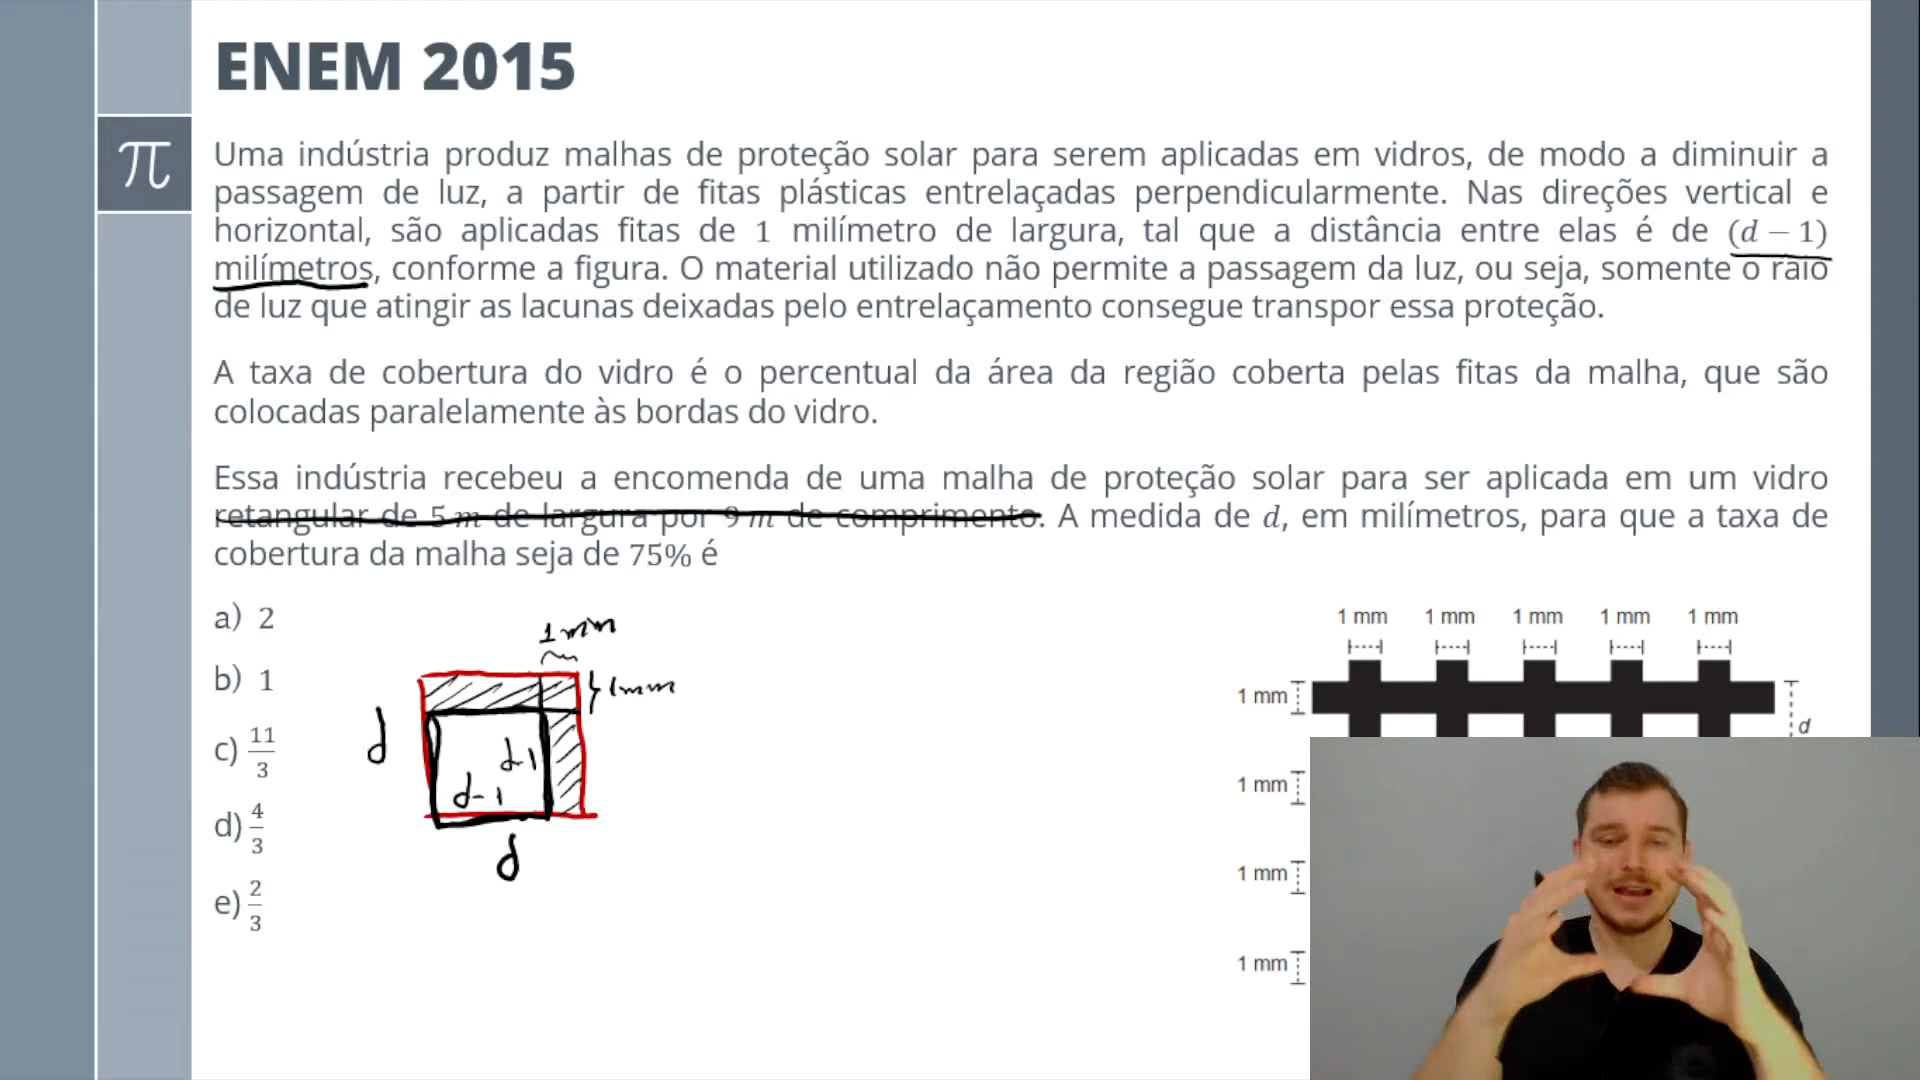 ENEM 2015
π
Uma indústria produz malhas de proteção solar para serem aplicadas em vidros, de modo a diminuir a
passagem de luz, a partir de fitas plásticas entrelaçadas perpendicularmente. Nas direções vertical e
horizontal, são aplicadas fitas de 1 milímetro de largura, tal que a distância entre elas é de (d − 1)
milímetros, conforme a figura. O material utilizado não permite a passagem da luz, ou seja, somente o raio
de luz que atingir as lacunas deixadas pelo entrelaçamento consegue transpor essa proteção.
A taxa de cobertura do vidro é o percentual da área da região coberta pelas fitas da malha, que são
colocadas paralelamente às bordas do vidro.
Essa indústria recebeu a encomenda de uma malha de proteção solar para ser aplicada em um vidro
retangular de 5 m de largura por 9 m de comprimento. A medida de d, em milímetros, para que a taxa de
cobertura da malha seja de 75% é
a) 2
b) 1
c) 11/3
d) 4/3
e) 2/3
1mm
1mm
d
d-1
d-1
d
1 mm 1 mm 1 mm 1 mm 1 mm
1 mm
d
1 mm
1 mm
1 mm